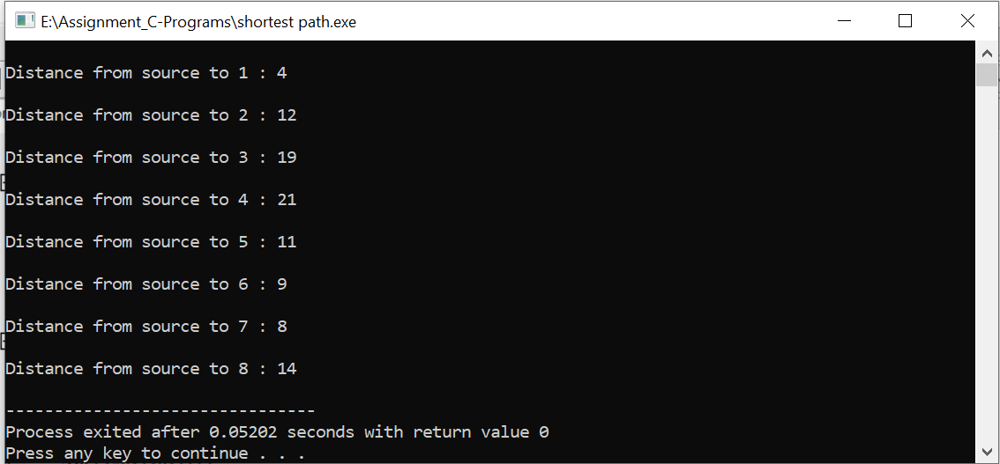 E:\Assignment_C-Programs\shortest path.exe
Distance from source to 1 : 4
Distance from source to 2 : 12
Distance from source to 3 : 19
Distance from source to 4 : 21
Distance from source to 5 : 11
Distance from source to 6 : 9
Distance from source to 7 : 8
Distance from source to 8 : 14
--------------------------------
Process exited after 0.05202 seconds with return value 0
Press any key to continue . . .